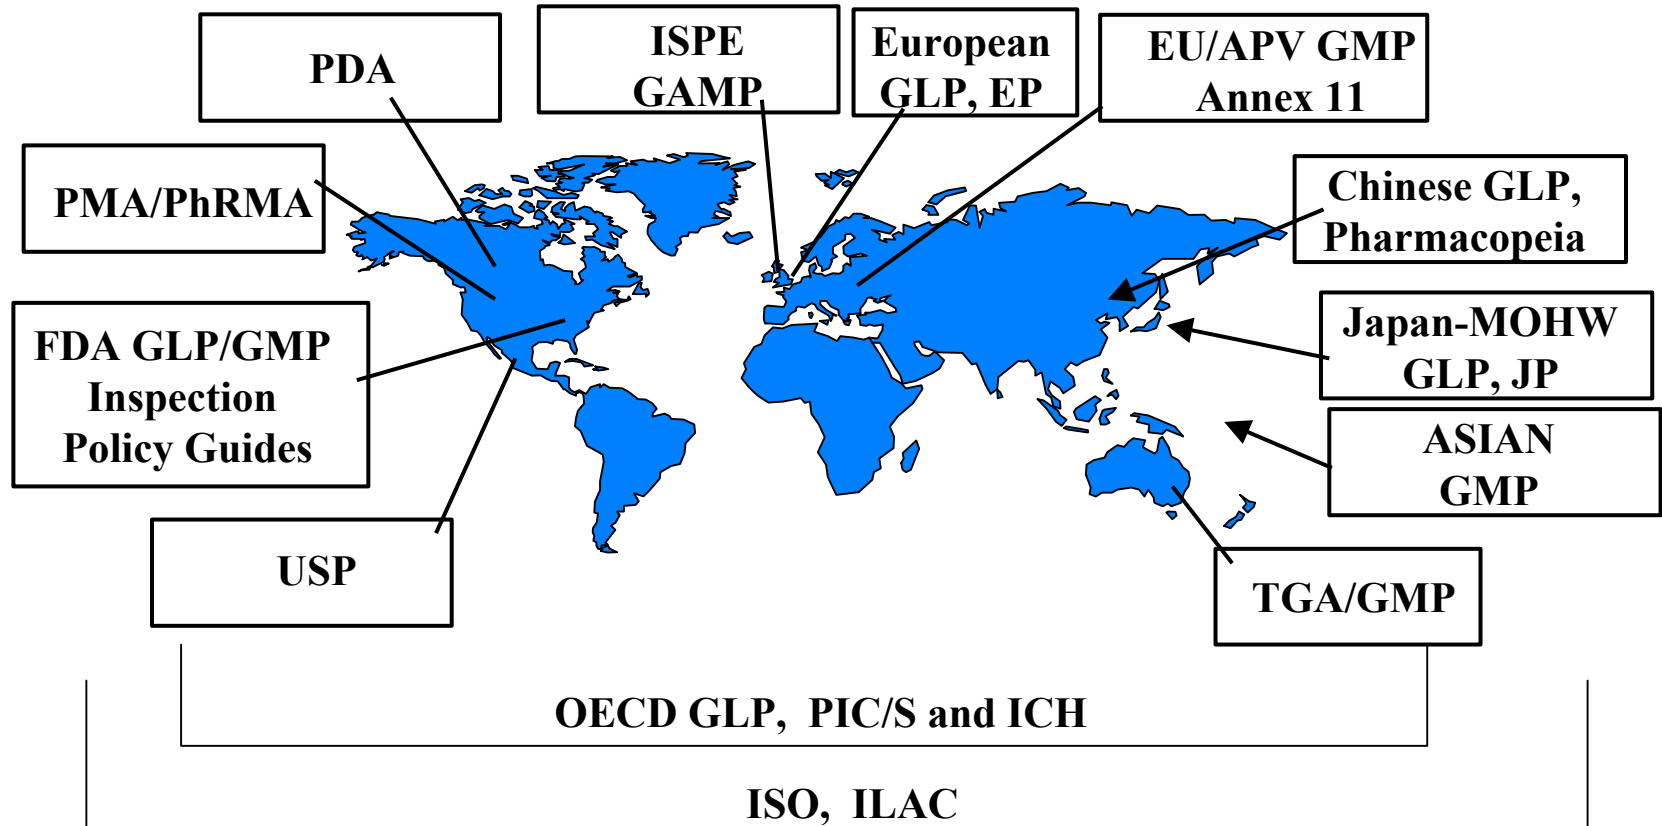 PDA
ISPE
GAMP
European
GLP, EP
EU/APV GMP
Annex 11
PMA/PhRMA
Chinese GLP,
Pharmacopeia
FDA GLP/GMP
Inspection
Policy Guides
Japan-MOHW
GLP, JP
ASIAN
GMP
USP
TGA/GMP
OECD GLP, PIC/S and ICH
ISO, ILAC